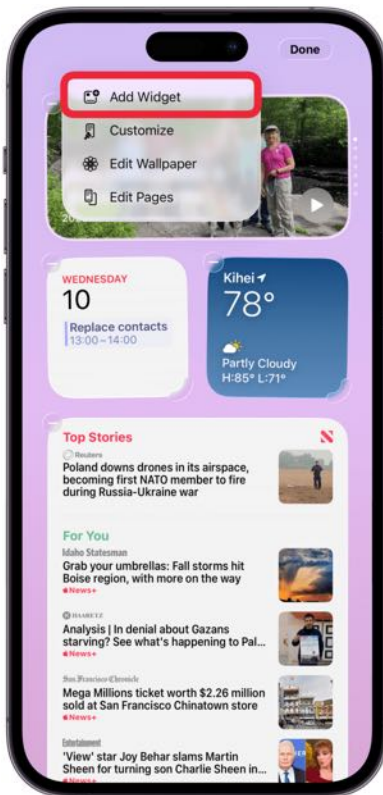 Done
Add Widget
Customize
Edit Wallpaper
Edit Pages
WEDNESDAY
10
Replace contacts
13:00–14:00
Kihei
78°
Partly Cloudy
H:85° L:71°
Top Stories
Reuters
Poland downs drones in its airspace,
becoming first NATO member to fire
during Russia-Ukraine war
For You
Idaho Statesman
Grab your umbrellas: Fall storms hit
Boise region, with more on the way
News+
HAARETZ
Analysis | In denial about Gazans
starving? See what's happening to Pal...
News+
San Francisco Chronicle
Mega Millions ticket worth $2.26 million
sold at San Francisco Chinatown store
News+
Entertainment
'View' star Joy Behar slams Martin
Sheen for turning son Charlie Sheen in...
News+